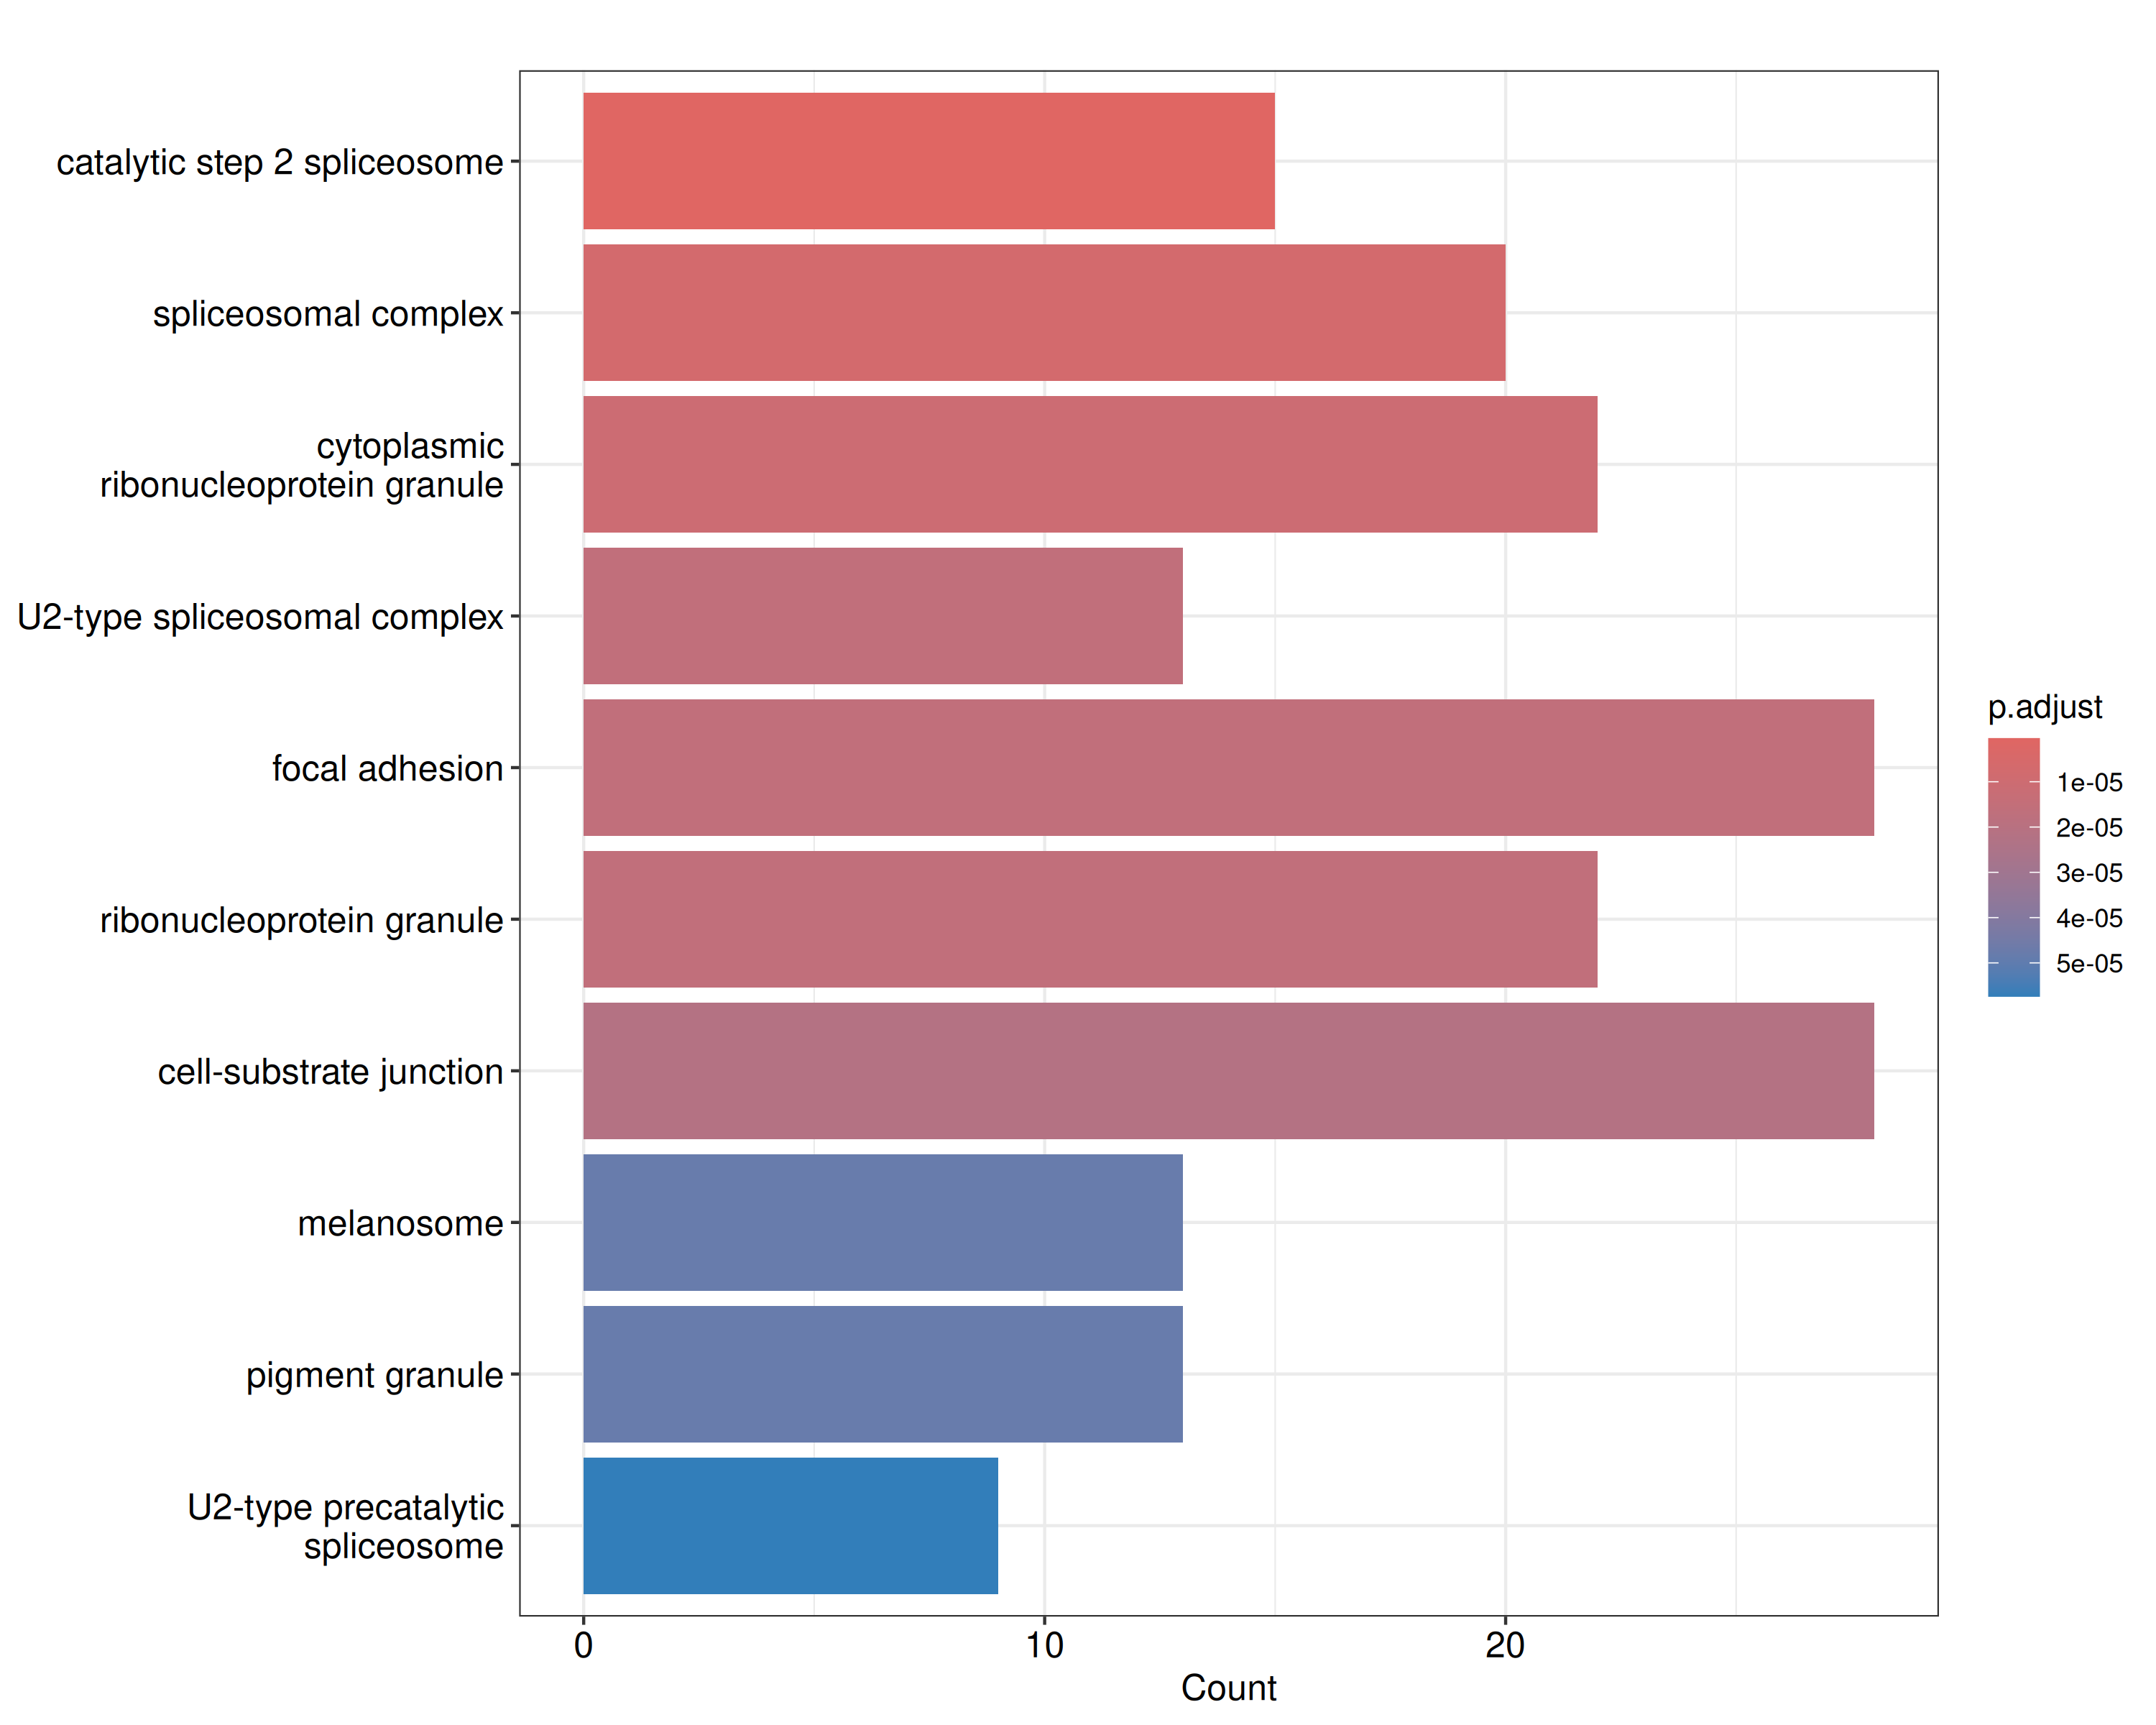 catalytic step 2 spliceosome
spliceosomal complex
cytoplasmic
ribonucleoprotein granule
U2-type spliceosomal complex
focal adhesion
ribonucleoprotein granule
cell-substrate junction
melanosome
pigment granule
U2-type precatalytic
spliceosome
0 10 20
Count
p.adjust
1e-05
2e-05
3e-05
4e-05
5e-05